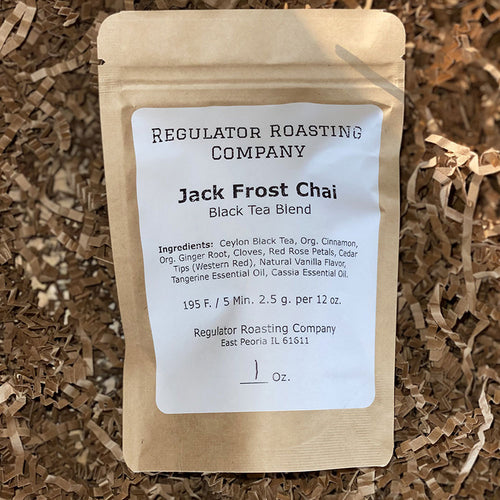 REGULATOR ROASTING
COMPANY
Jack Frost Chai
Black Tea Blend
Ingredients: Ceylon Black Tea, Org. Cinnamon,
Org. Ginger Root, Cloves, Red Rose Petals, Cedar
Tips (Western Red), Natural Vanilla Flavor,
Tangerine Essential Oil, Cassia Essential Oil.
195 F. / 5 Min. 2.5 g. per 12 oz.
Regulator Roasting Company
East Peoria IL 61611
1 Oz.